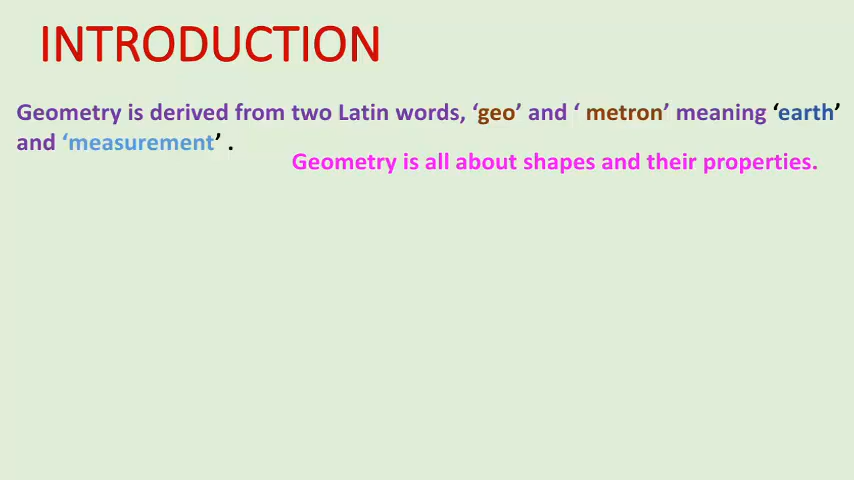 INTRODUCTION
Geometry is derived from two Latin words, ‘geo’ and ‘ metron’ meaning ‘earth’
and ‘measurement’ .
Geometry is all about shapes and their properties.